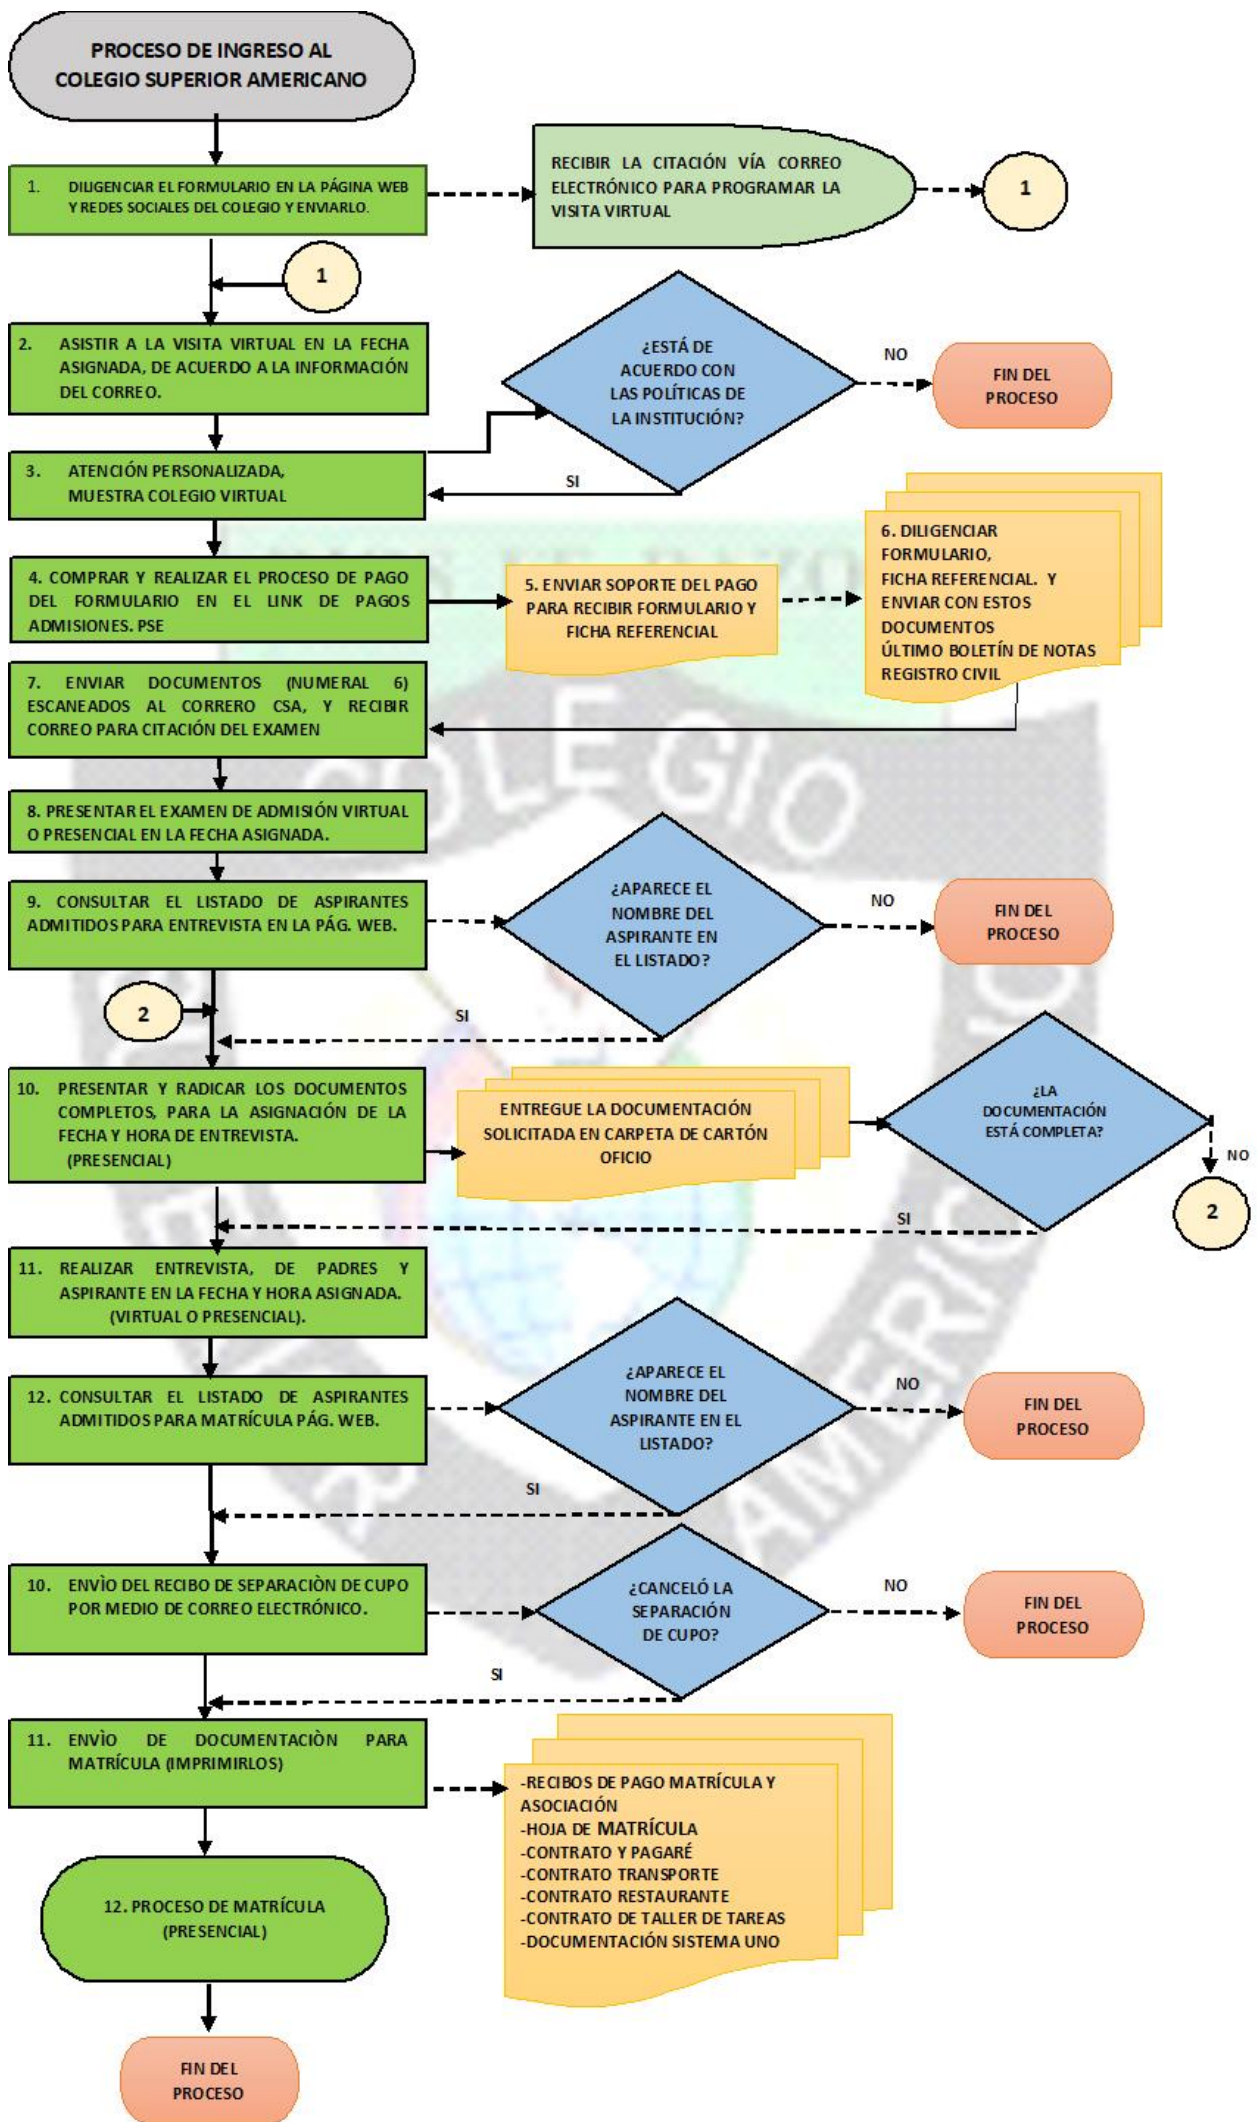 PROCESO DE INGRESO AL
COLEGIO SUPERIOR AMERICANO
1. DILIGENCIAR EL FORMULARIO EN LA PÁGINA WEB
Y REDES SOCIALES DEL COLEGIO Y ENVIARLO.
RECIBIR LA CITACIÓN VÍA CORREO
ELECTRÓNICO PARA PROGRAMAR LA
VISITA VIRTUAL
1
1
2. ASISTIR A LA VISITA VIRTUAL EN LA FECHA
ASIGNADA, DE ACUERDO A LA INFORMACIÓN
DEL CORREO.
¿ESTÁ DE
ACUERDO CON
LAS POLÍTICAS DE
LA INSTITUCIÓN?
NO
FIN DEL
PROCESO
3. ATENCIÓN PERSONALIZADA,
MUESTRA COLEGIO VIRTUAL
SI
4. COMPRAR Y REALIZAR EL PROCESO DE PAGO
DEL FORMULARIO EN EL LINK DE PAGOS
ADMISIONES. PSE
5. ENVIAR SOPORTE DEL PAGO
PARA RECIBIR FORMULARIO Y
FICHA REFERENCIAL
6. DILIGENCIAR
FORMULARIO,
FICHA REFERENCIAL. Y
ENVIAR CON ESTOS
DOCUMENTOS
ÚLTIMO BOLETÍN DE NOTAS
REGISTRO CIVIL
7. ENVIAR DOCUMENTOS (NUMERAL 6)
ESCANEADOS AL CORRERO CSA, Y RECIBIR
CORREO PARA CITACIÓN DEL EXAMEN
8. PRESENTAR EL EXAMEN DE ADMISIÓN VIRTUAL
O PRESENCIAL EN LA FECHA ASIGNADA.
9. CONSULTAR EL LISTADO DE ASPIRANTES
ADMITIDOS PARA ENTREVISTA EN LA PÁG. WEB.
¿APARECE EL
NOMBRE DEL
ASPIRANTE EN
EL LISTADO?
NO
FIN DEL
PROCESO
2
SI
10. PRESENTAR Y RADICAR LOS DOCUMENTOS
COMPLETOS, PARA LA ASIGNACIÓN DE LA
FECHA Y HORA DE ENTREVISTA.
(PRESENCIAL)
ENTREGUE LA DOCUMENTACIÓN
SOLICITADA EN CARPETA DE CARTÓN
OFICIO
¿LA
DOCUMENTACIÓN
ESTÁ COMPLETA?
NO
2
SI
11. REALIZAR ENTREVISTA, DE PADRES Y
ASPIRANTE EN LA FECHA Y HORA ASIGNADA.
(VIRTUAL O PRESENCIAL).
12. CONSULTAR EL LISTADO DE ASPIRANTES
ADMITIDOS PARA MATRÍCULA PÁG. WEB.
¿APARECE EL
NOMBRE DEL
ASPIRANTE EN EL
LISTADO?
NO
FIN DEL
PROCESO
SI
10. ENVÌO DEL RECIBO DE SEPARACIÒN DE CUPO
POR MEDIO DE CORREO ELECTRÓNICO.
¿CANCELÓ LA
SEPARACIÓN
DE CUPO?
NO
FIN DEL
PROCESO
SI
11. ENVÌO DE DOCUMENTACIÒN PARA
MATRÍCULA (IMPRIMIRLOS)
-RECIBOS DE PAGO MATRÍCULA Y
ASOCIACIÓN
-HOJA DE MATRÍCULA
-CONTRATO Y PAGARÉ
-CONTRATO TRANSPORTE
-CONTRATO RESTAURANTE
-CONTRATO DE TALLER DE TAREAS
-DOCUMENTACIÓN SISTEMA UNO
12. PROCESO DE MATRÍCULA
(PRESENCIAL)
FIN DEL
PROCESO
COLEGIO